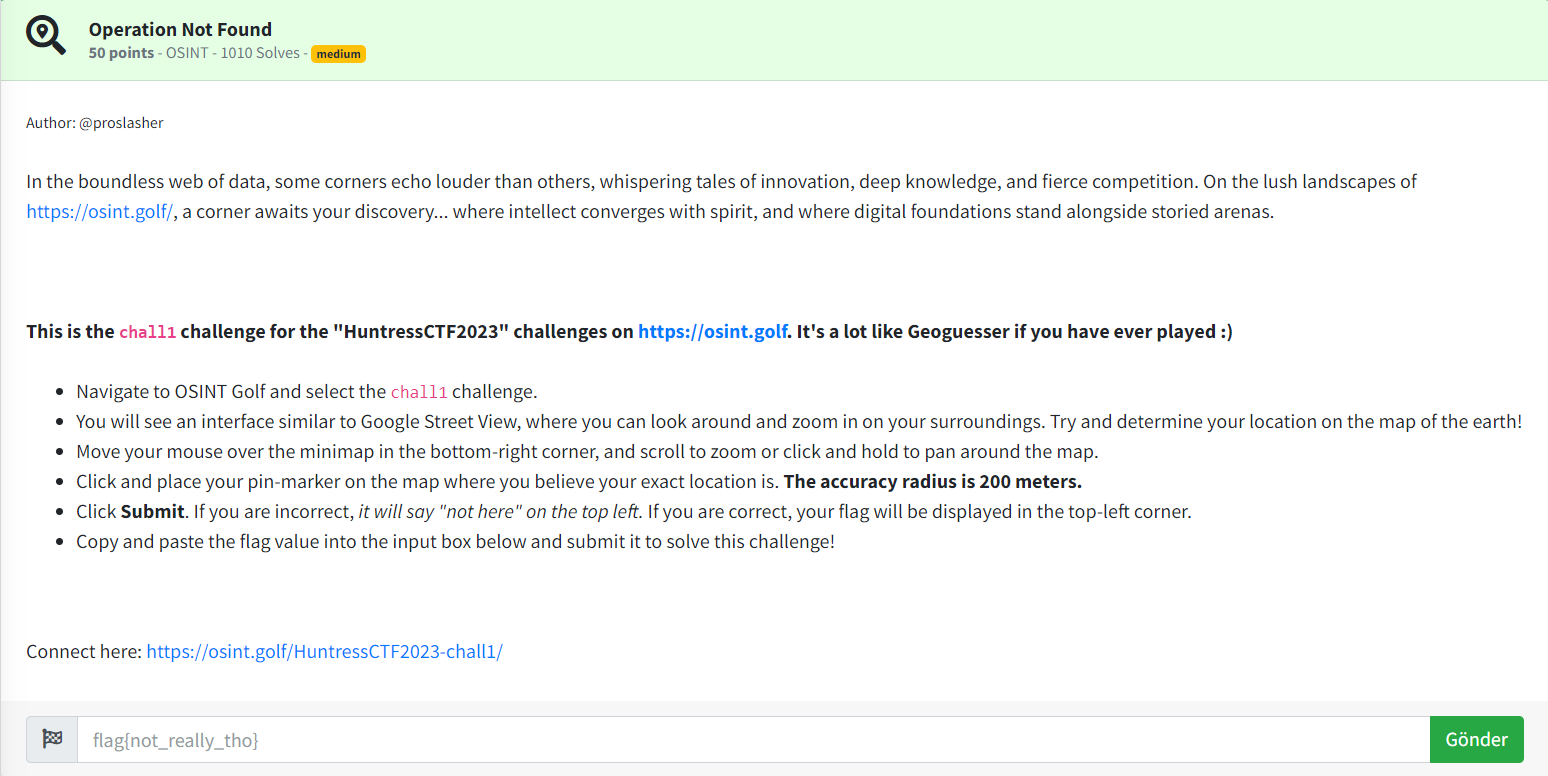 Operation Not Found
50 points - OSINT - 1010 Solves - medium
Author: @proslasher
In the boundless web of data, some corners echo louder than others, whispering tales of innovation, deep knowledge, and fierce competition. On the lush landscapes of
https://osint.golf/, a corner awaits your discovery... where intellect converges with spirit, and where digital foundations stand alongside storied arenas.
This is the chall1 challenge for the "HuntressCTF2023" challenges on https://osint.golf. It's a lot like Geoguesser if you have ever played :)
• Navigate to OSINT Golf and select the chall1 challenge.
• You will see an interface similar to Google Street View, where you can look around and zoom in on your surroundings. Try and determine your location on the map of the earth!
• Move your mouse over the minimap in the bottom-right corner, and scroll to zoom or click and hold to pan around the map.
• Click and place your pin-marker on the map where you believe your exact location is. The accuracy radius is 200 meters.
• Click Submit. If you are incorrect, it will say "not here" on the top left. If you are correct, your flag will be displayed in the top-left corner.
• Copy and paste the flag value into the input box below and submit it to solve this challenge!
Connect here: https://osint.golf/HuntressCTF2023-chall1/
flag{not_really_tho} Gönder